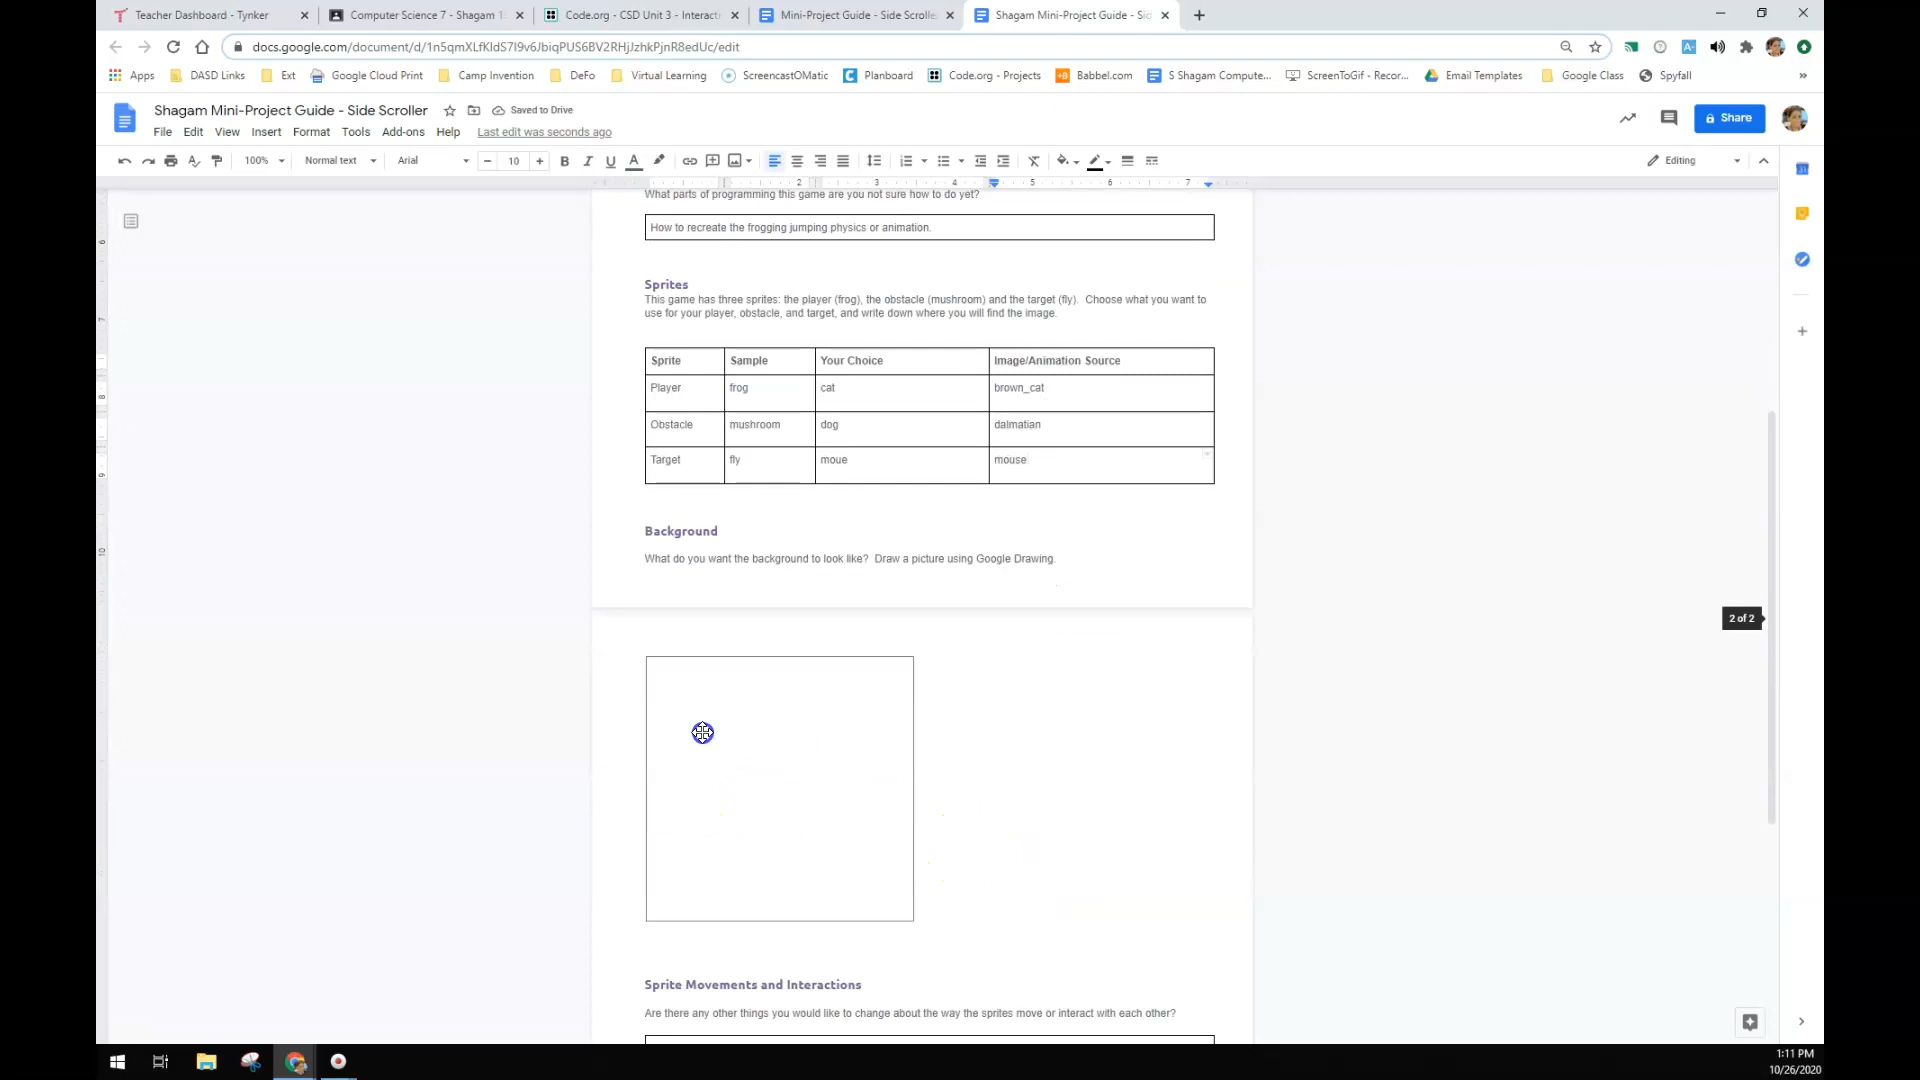 Teacher Dashboard - Tynker
Computer Science 7 - Shagam 1
Code.org - CSD Unit 3 - Interacti
Mini-Project Guide - Side Scrolle
Shagam Mini-Project Guide - Sid
docs.google.com/document/d/1n5qmXLfKldS7I9v6JbiqPUS6BV2RHjJzhkPjnR8edUc/edit
Apps
DASD Links
Ext
Google Cloud Print
Camp Invention
DeFo
Virtual Learning
ScreencastOMatic
Planboard
Code.org - Projects
Babbel.com
S Shagam Compute...
ScreenToGif - Recor...
Email Templates
Google Class
Spyfall
Shagam Mini-Project Guide - Side Scroller
Saved to Drive
File Edit View Insert Format Tools Add-ons Help Last edit was seconds ago
Share
100% Normal text Arial 10 Editing
2 3 4 5 6 7
What parts of programming this game are you not sure how to do yet?
How to recreate the frogging jumping physics or animation.
Sprites
This game has three sprites: the player (frog), the obstacle (mushroom) and the target (fly). Choose what you want to
use for your player, obstacle, and target, and write down where you will find the image.
Sprite Sample Your Choice Image/Animation Source
Player frog cat brown_cat
Obstacle mushroom dog dalmatian
Target fly moue mouse
Background
What do you want the background to look like? Draw a picture using Google Drawing.
2 of 2
Sprite Movements and Interactions
Are there any other things you would like to change about the way the sprites move or interact with each other?
1:11 PM
10/26/2020